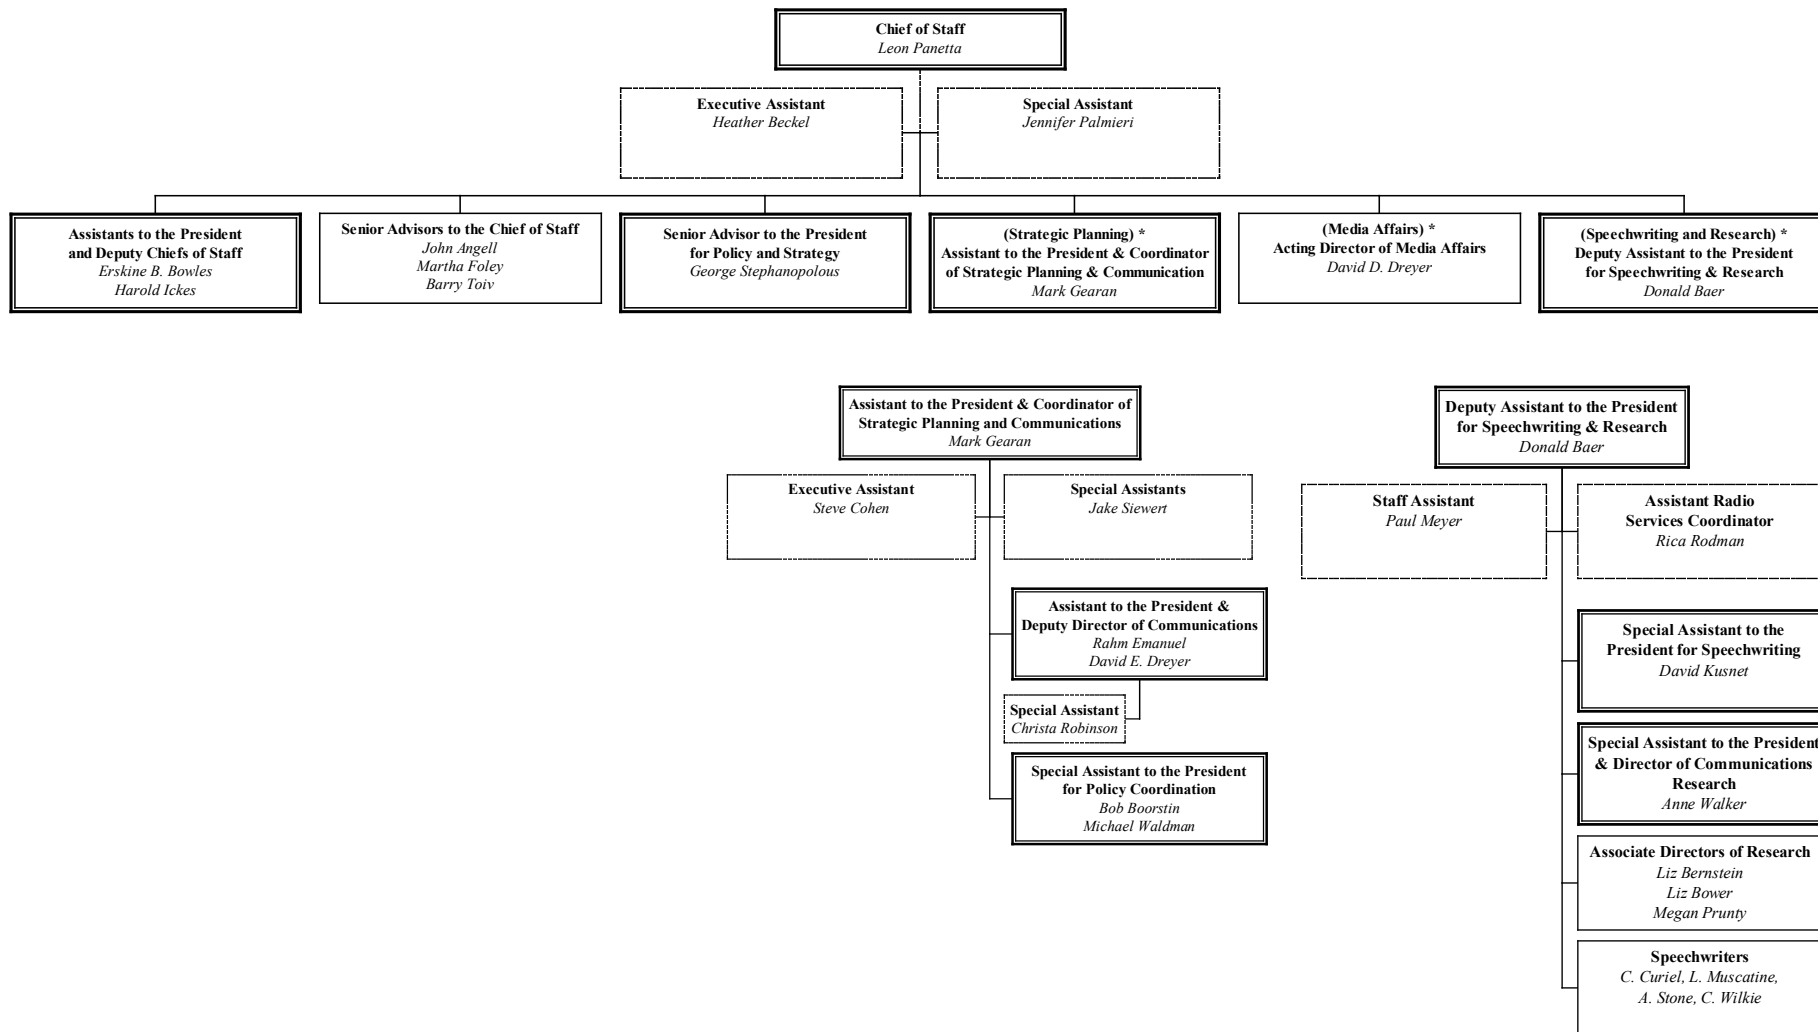 Chief of Staff
Leon Panetta
Executive Assistant
Heather Beckel
Special Assistant
Jennifer Palmieri
Assistants to the President
and Deputy Chiefs of Staff
Erskine B. Bowles
Harold Ickes
Senior Advisors to the Chief of Staff
John Angell
Martha Foley
Barry Toiv
Senior Advisor to the President
for Policy and Strategy
George Stephanopolous
(Strategic Planning) *
Assistant to the President & Coordinator
of Strategic Planning & Communication
Mark Gearan
(Media Affairs) *
Acting Director of Media Affairs
David D. Dreyer
(Speechwriting and Research) *
Deputy Assistant to the President
for Speechwriting & Research
Donald Baer
Assistant to the President & Coordinator of
Strategic Planning and Communications
Mark Gearan
Executive Assistant
Steve Cohen
Special Assistants
Jake Siewert
Assistant to the President &
Deputy Director of Communications
Rahm Emanuel
David E. Dreyer
Special Assistant
Christa Robinson
Special Assistant to the President
for Policy Coordination
Bob Boorstin
Michael Waldman
Deputy Assistant to the President
for Speechwriting & Research
Donald Baer
Staff Assistant
Paul Meyer
Assistant Radio
Services Coordinator
Rica Rodman
Special Assistant to the
President for Speechwriting
David Kusnet
Special Assistant to the President
& Director of Communications
Research
Anne Walker
Associate Directors of Research
Liz Bernstein
Liz Bower
Megan Prunty
Speechwriters
C. Curiel, L. Muscatine,
A. Stone, C. Wilkie